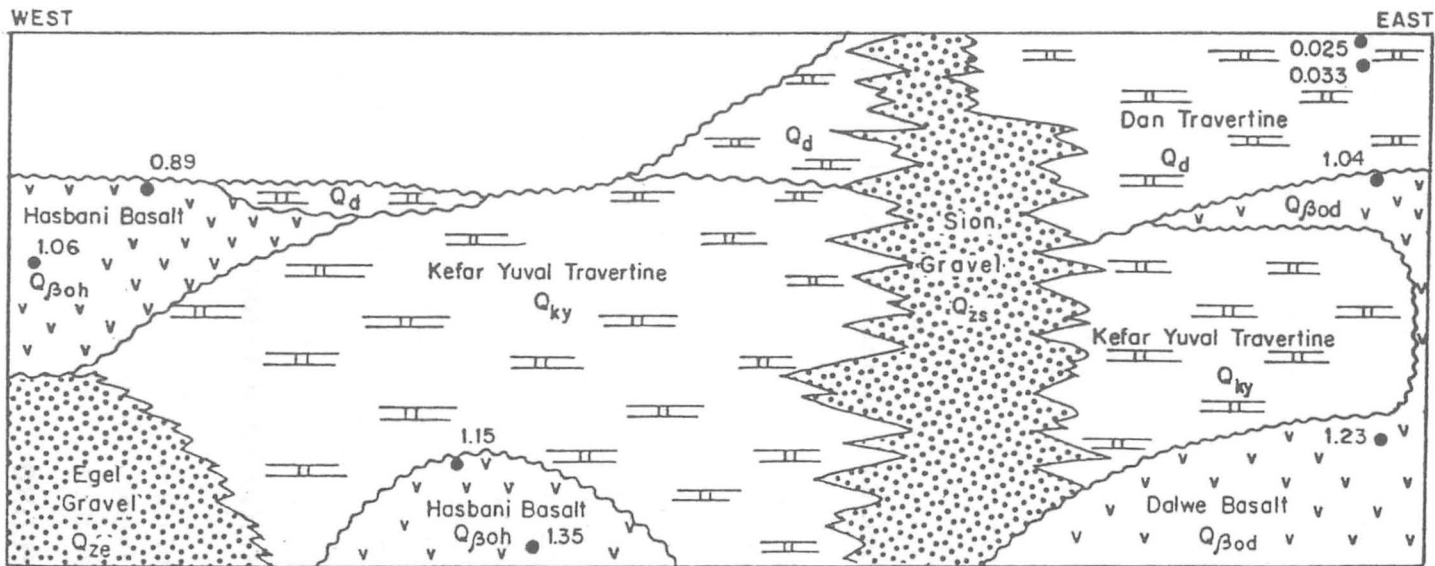 WEST
EAST
0.025
0.033
Dan Travertine
Qd
Qd
0.89
Qd
1.04
Qβod
Hasbani Basalt
1.06
Qβoh
Kefar Yuval Travertine
Qky
Sion
Gravel
Qzs
Kefar Yuval Travertine
Qky
1.15
1.23
Egel
Gravel
Qze
Hasbani Basalt
Qβoh
1.35
Dalwe Basalt
Qβod